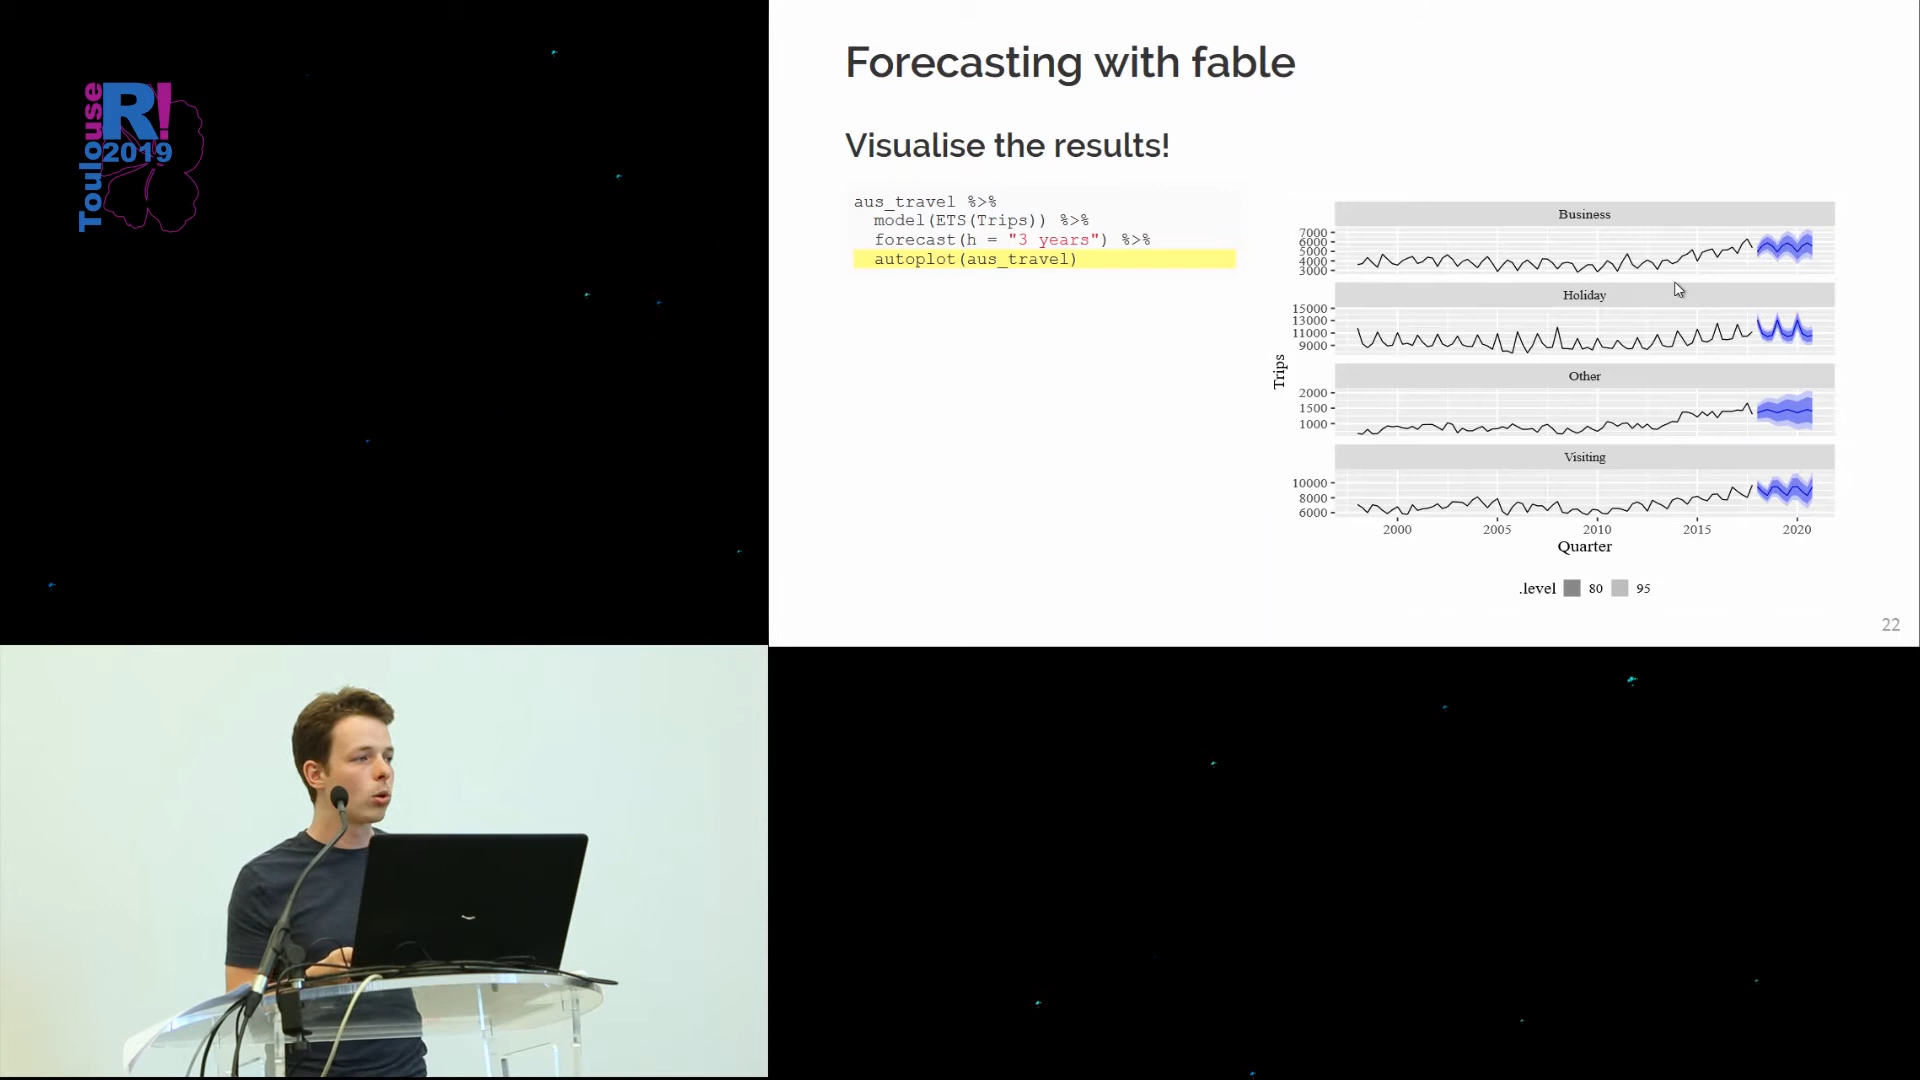 Toulouse
R!
2019
Forecasting with fable
Visualise the results!
aus_travel %>%
model(ETS(Trips)) %>%
forecast(h = "3 years") %>%
autoplot(aus_travel)
Trips
Business
7000
6000
5000
4000
3000
Holiday
15000
13000
11000
9000
Other
2000
1500
1000
Visiting
10000
8000
6000
2000 2005 2010 2015 2020
Quarter
.level 80 95
22